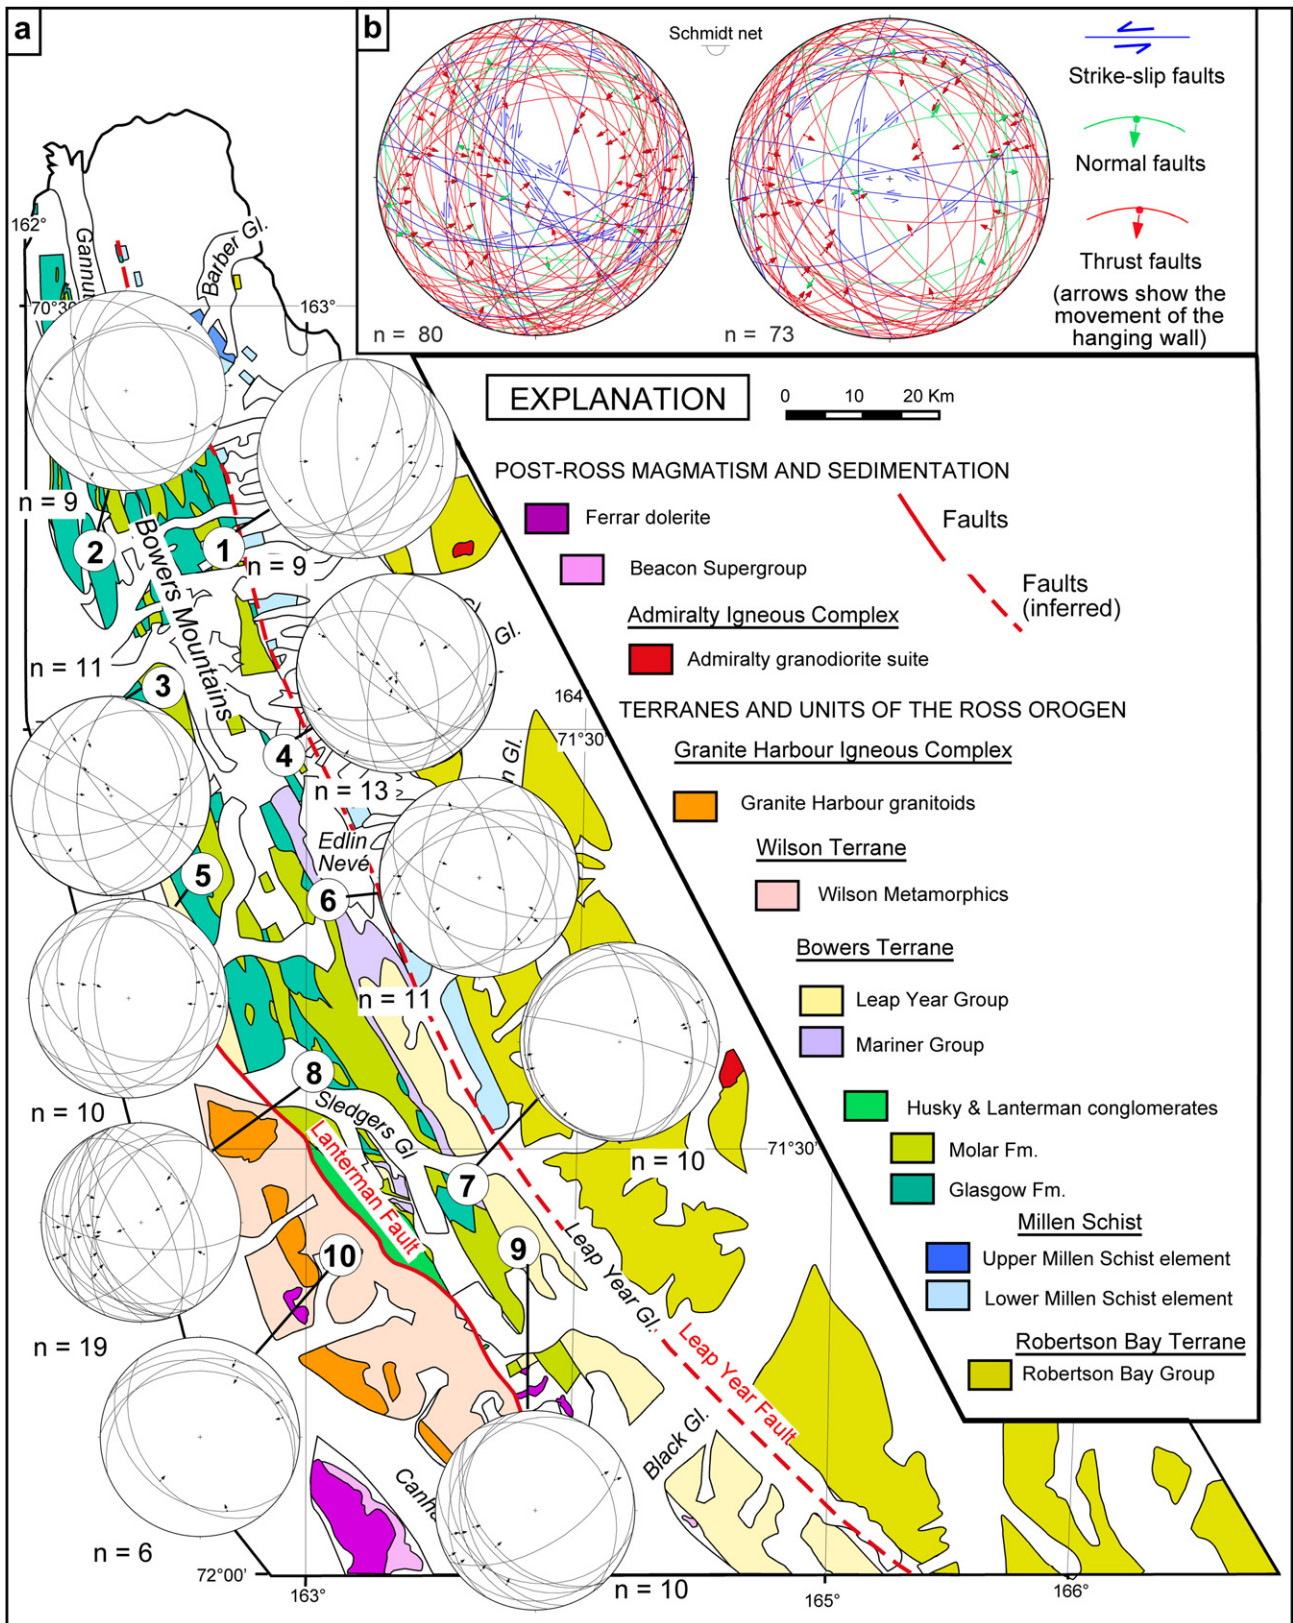 a
b
Schmidt net
n = 80
n = 73
Strike-slip faults
Normal faults
Thrust faults
(arrows show the
movement of the
hanging wall)
EXPLANATION
0 10 20 Km
POST-ROSS MAGMATISM AND SEDIMENTATION
Ferrar dolerite
Beacon Supergroup
Admiralty Igneous Complex
Admiralty granodiorite suite
Faults
Faults
(inferred)
TERRANES AND UNITS OF THE ROSS OROGEN
Granite Harbour Igneous Complex
Granite Harbour granitoids
Wilson Terrane
Wilson Metamorphics
Bowers Terrane
Leap Year Group
Mariner Group
Husky & Lanterman conglomerates
Molar Fm.
Glasgow Fm.
Millen Schist
Upper Millen Schist element
Lower Millen Schist element
Robertson Bay Terrane
Robertson Bay Group
162°
Barber Gl.
70°30
163°
n = 9
2
1
n = 9
Bowers Mountains
Gl.
n = 11
3
4
n = 13
164
71°30'
n Gl.
Edlin
Nevé
5
6
n = 11
n = 10
8
Sledgers Gl
Lanterman Fault
7
n = 10
71°30'
10
9
Leap Year Gl.
Leap Year Fault
n = 19
Black Gl.
n = 6
n = 10
72°00'
163°
165°
166°